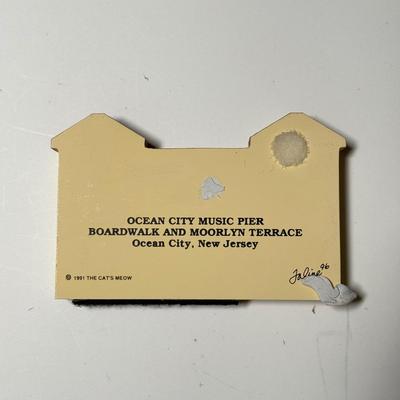 OCEAN CITY MUSIC PIER
BOARDWALK AND MOORLYN TERRACE
Ocean City, New Jersey
© 1991 THE CAT'S MEOW
Faline '96